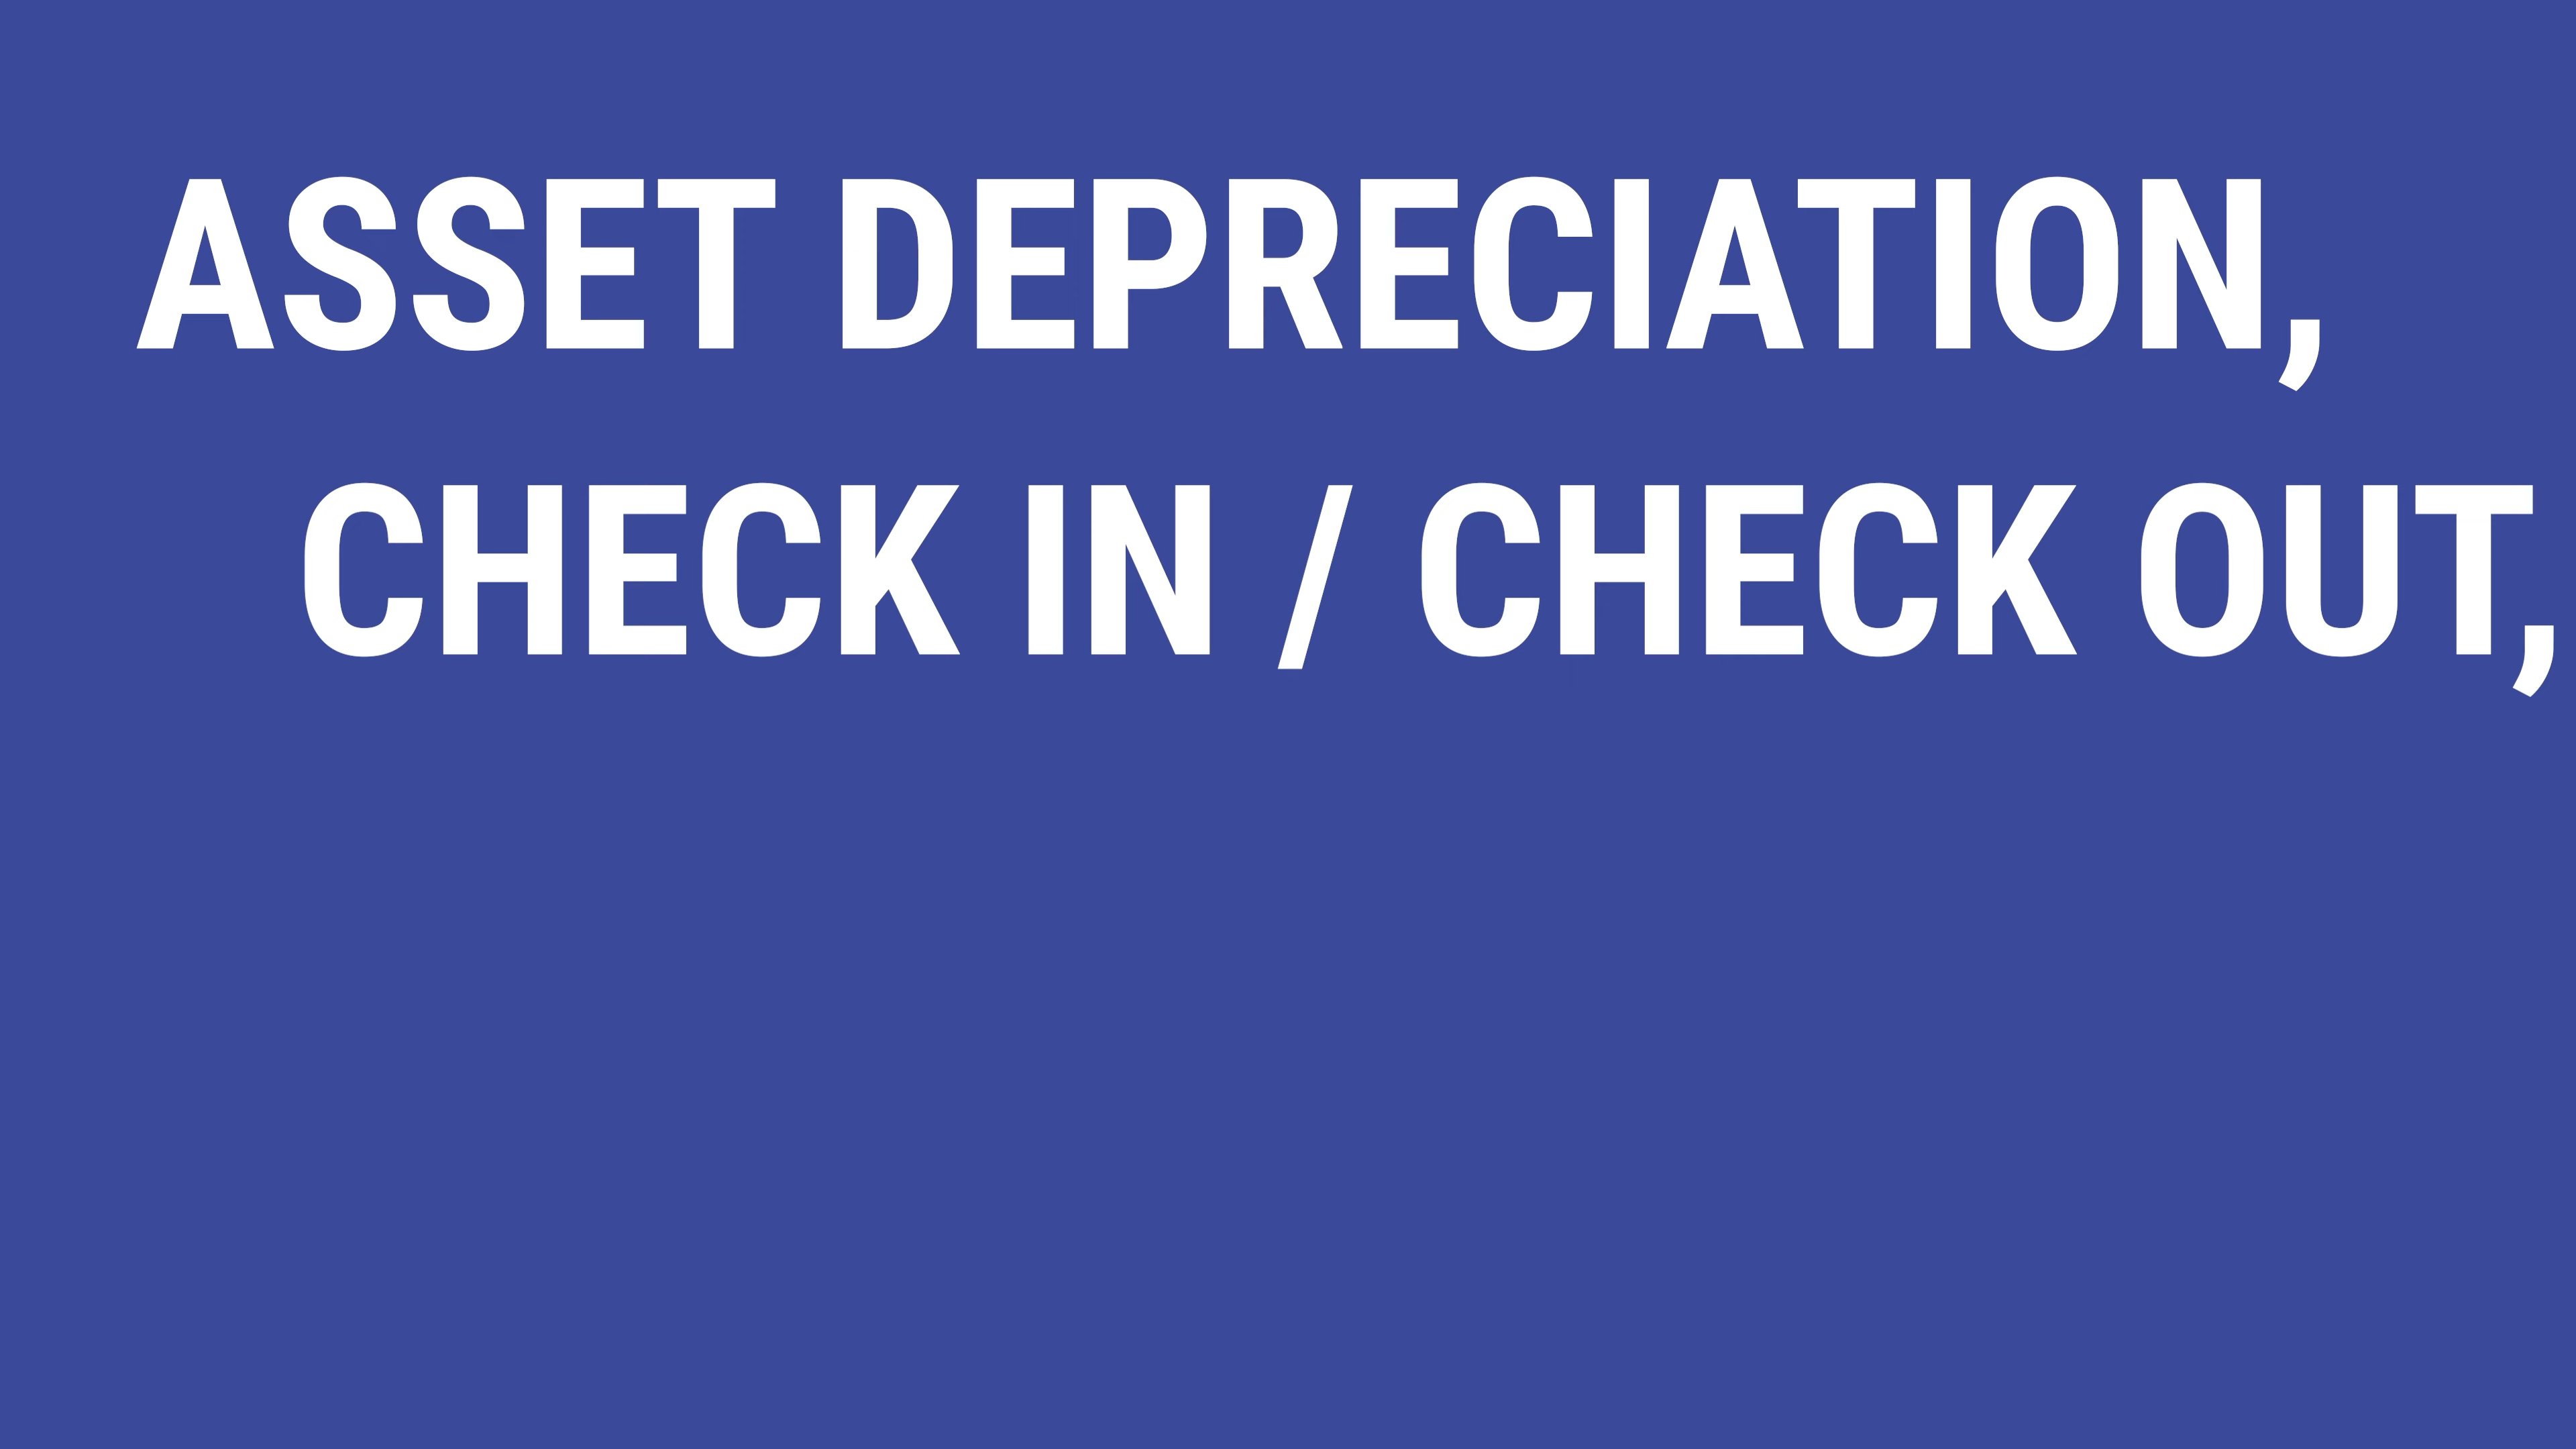 ASSET DEPRECIATION,
CHECK IN / CHECK OUT,